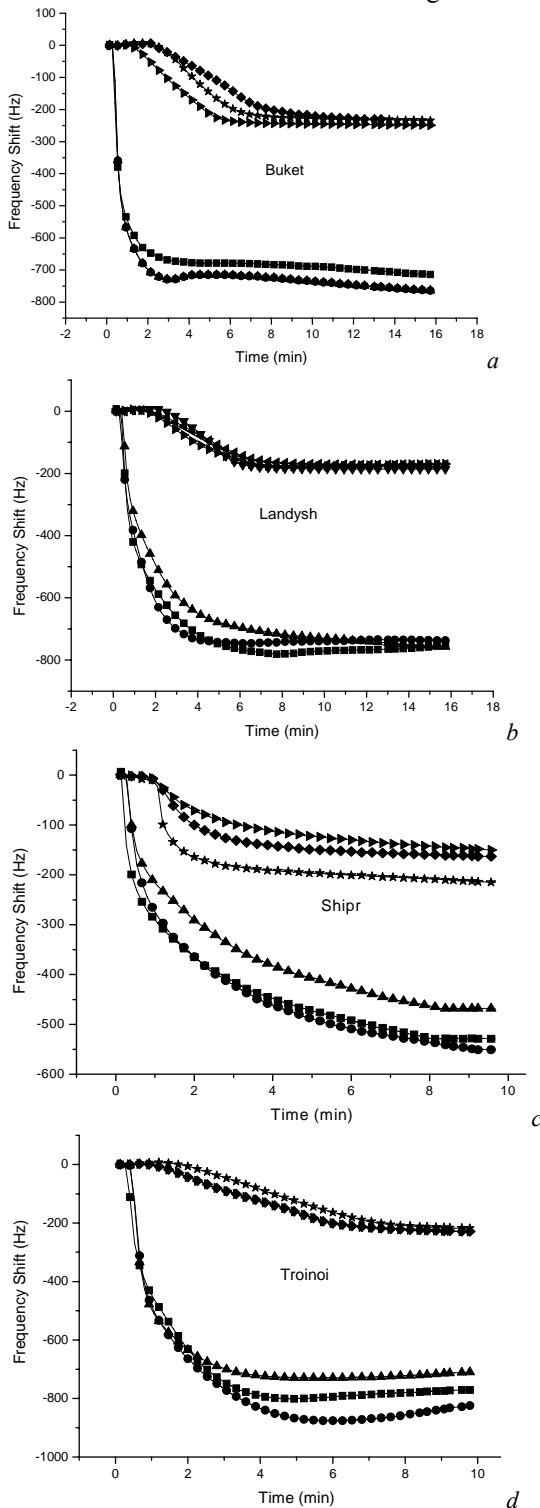 100
0
-100
-200
-300
-400
-500
-600
-700
-800
Frequency Shift (Hz)
Buket
-2 0 2 4 6 8 10 12 14 16 18
Time (min)
a
0
-200
-400
-600
-800
Frequency Shift (Hz)
Landysh
-2 0 2 4 6 8 10 12 14 16 18
Time (min)
b
0
-100
-200
-300
-400
-500
-600
Frequency Shift (Hz)
Shipr
0 2 4 6 8 10
Time (min)
c
0
-200
-400
-600
-800
-1000
Frequency Shift (Hz)
Troinoi
0 2 4 6 8 10
Time (min)
d